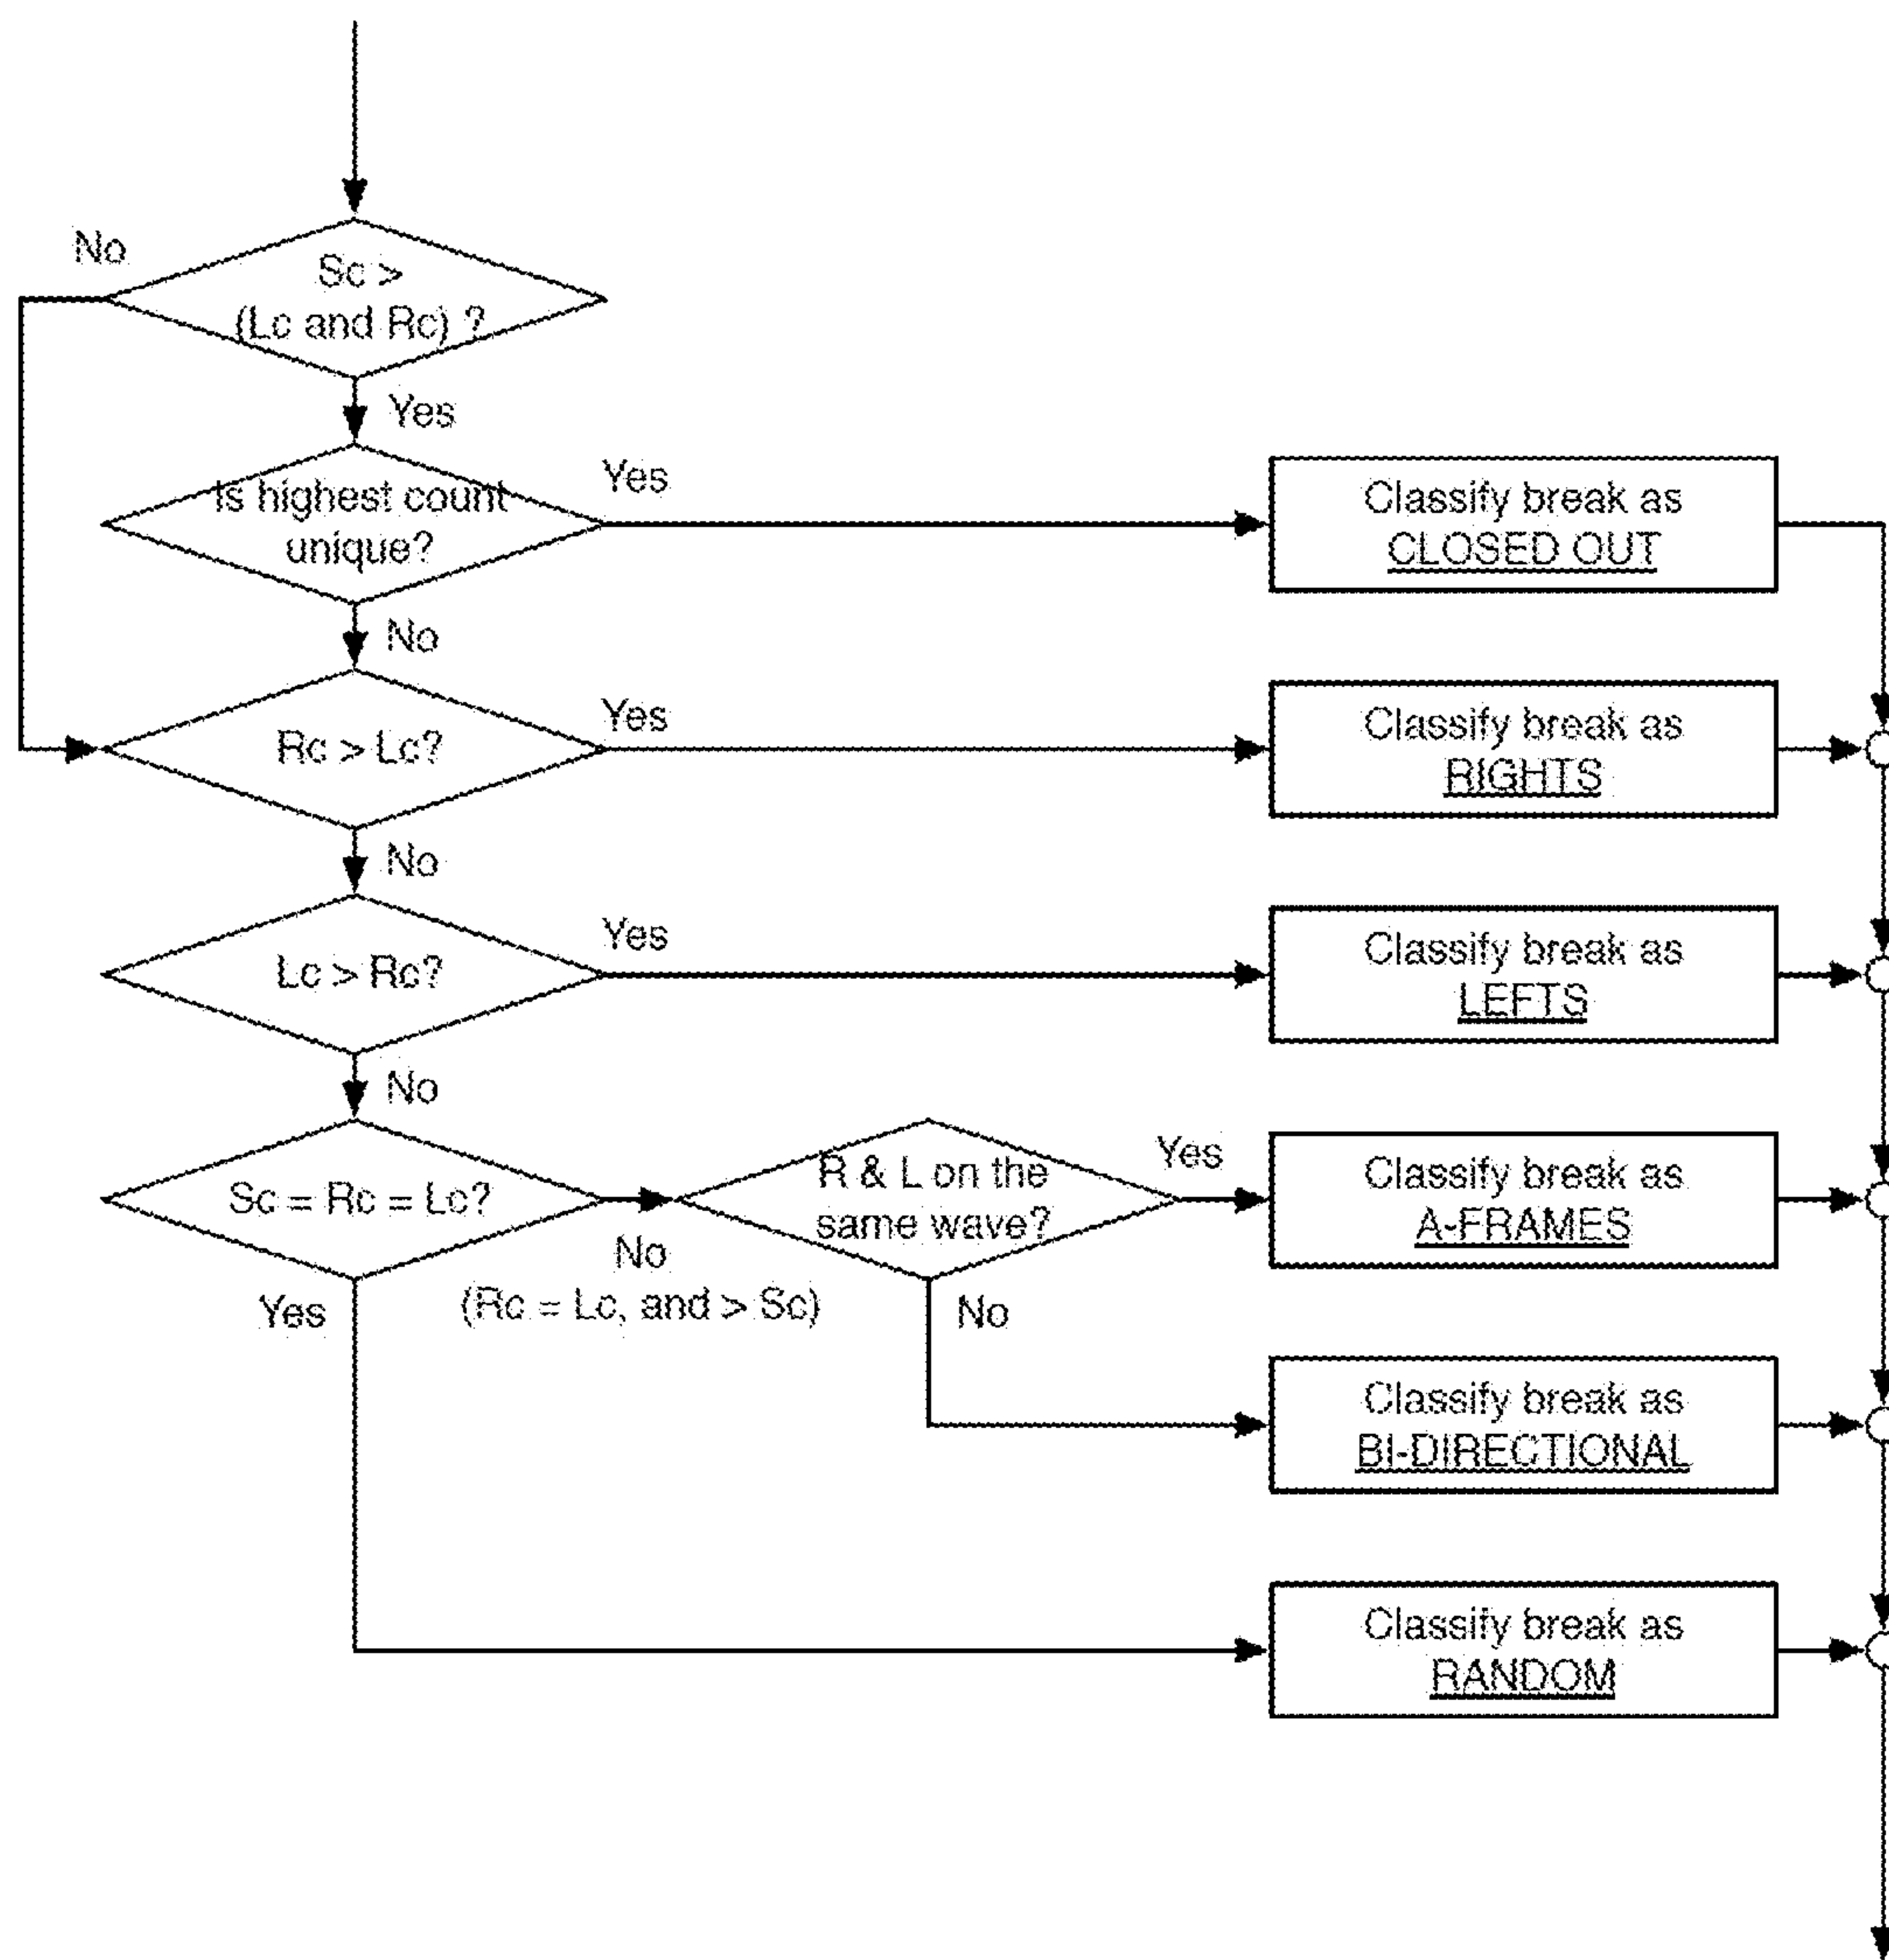 No
Sc >
(Lc and Rc) ?
Yes
Is highest count
unique?
Yes
Classify break as
CLOSED OUT
No
Rc > Lc?
Yes
Classify break as
RIGHTS
No
Lc > Rc?
Yes
Classify break as
LEFTS
No
Sc = Rc = Lc?
No
(Rc = Lc, and > Sc)
R & L on the
same wave?
Yes
Classify break as
A-FRAMES
Yes
No
Classify break as
BI-DIRECTIONAL
Classify break as
RANDOM